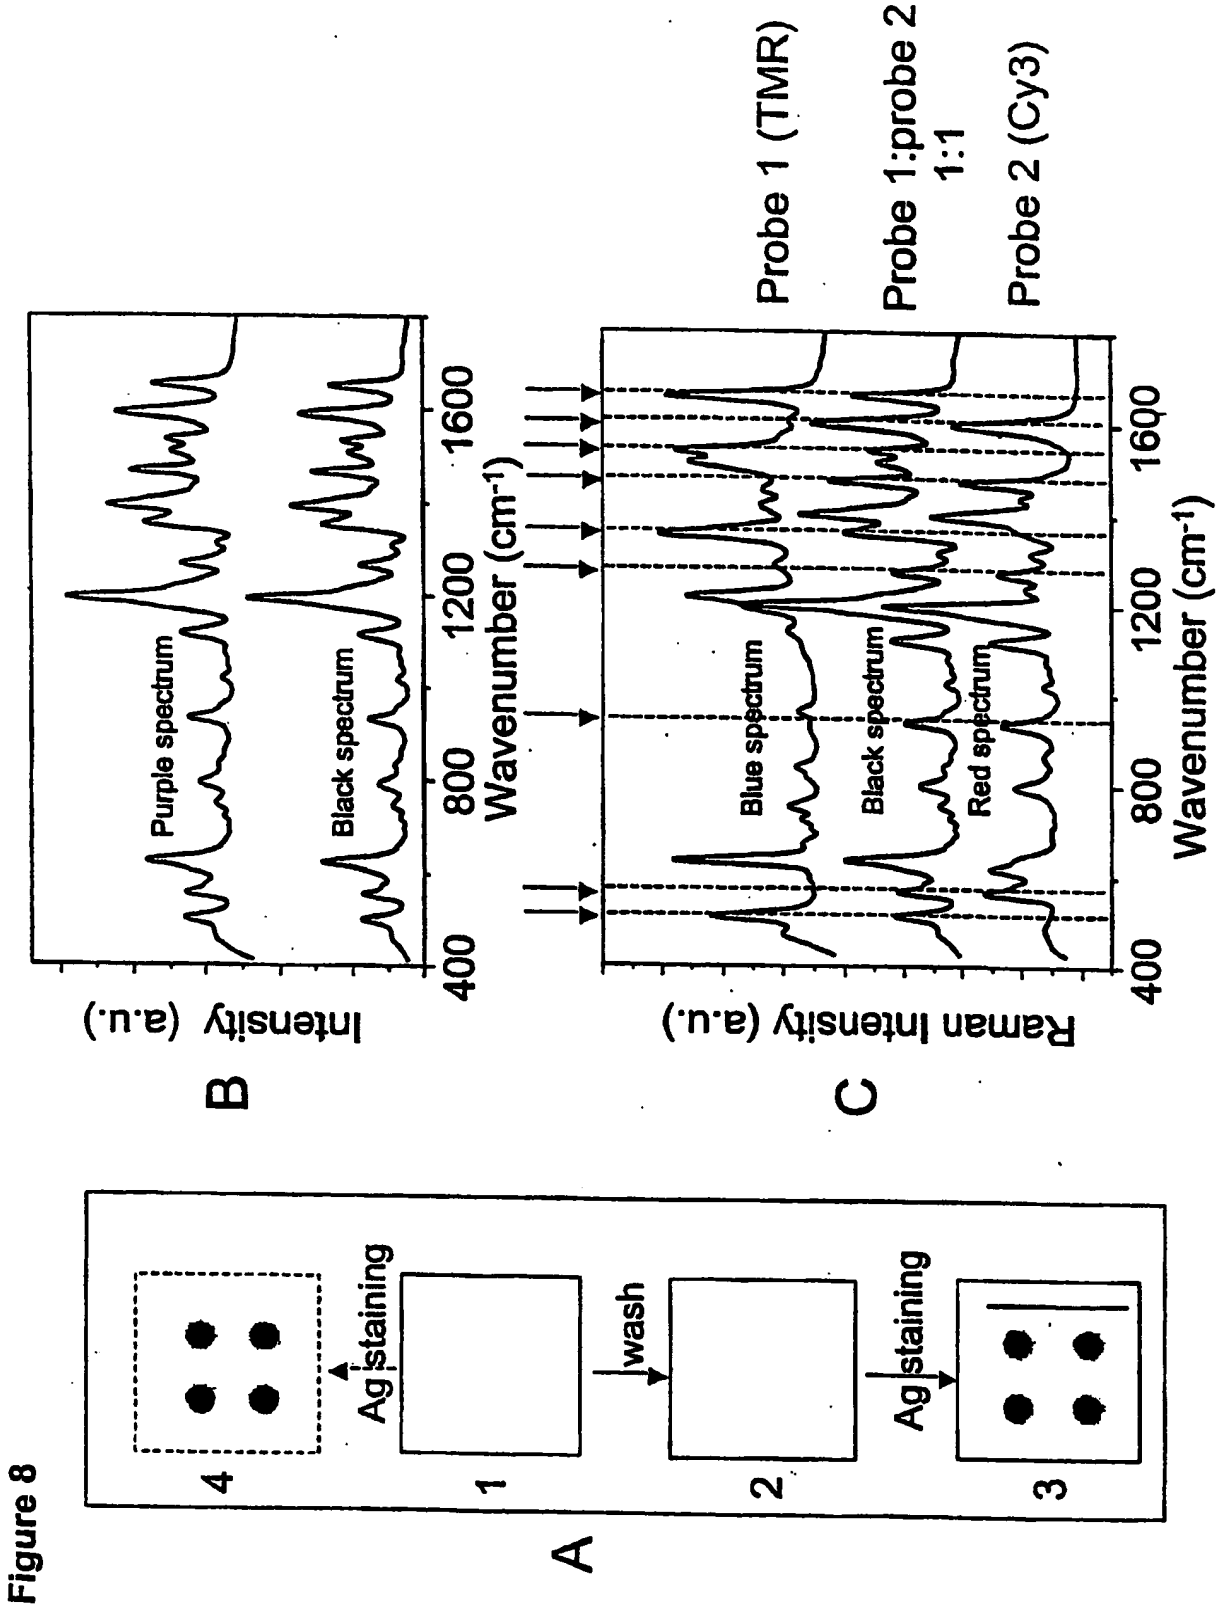 Figure 8
A
4
Ag staining
1
wash
2
Ag staining
3
B
Intensity (a.u.)
Purple spectrum
Black spectrum
400
800
1200
1600
Wavenumber (cm⁻¹)
C
Raman Intensity (a.u.)
Blue spectrum
Black spectrum
Red spectrum
Probe 1 (TMR)
Probe 1:probe 2
1:1
Probe 2 (Cy3)
400
800
1200
1600
Wavenumber (cm⁻¹)